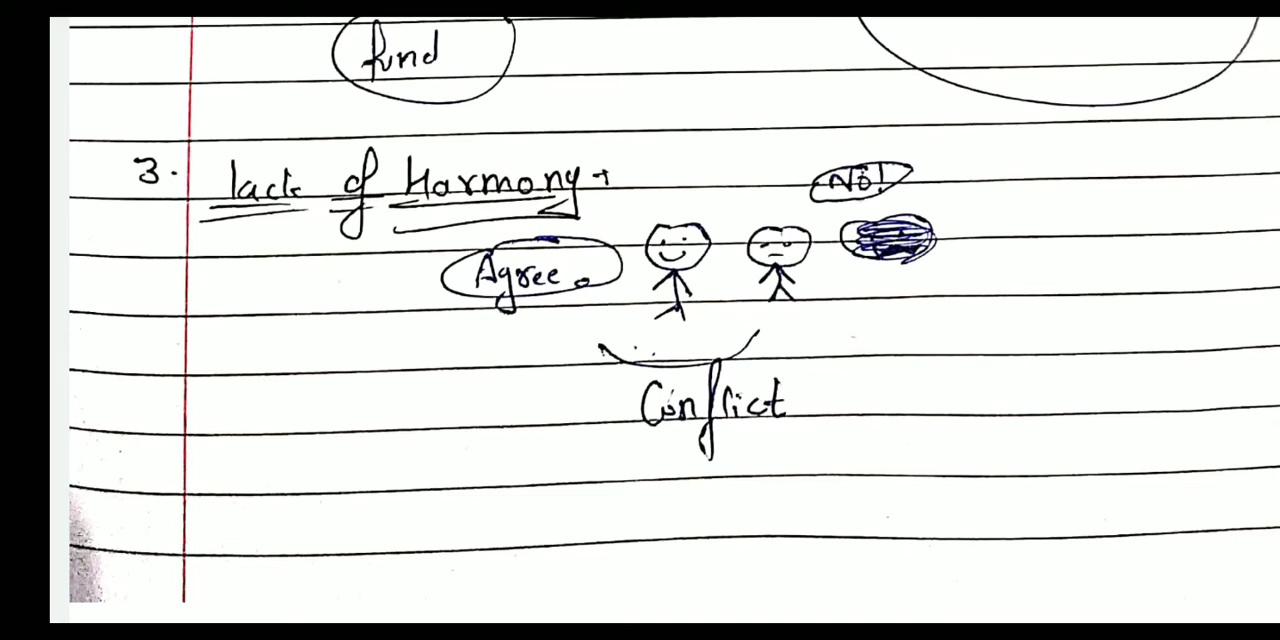 fund
3. lack of Harmony
No!
Agree.
Conflict